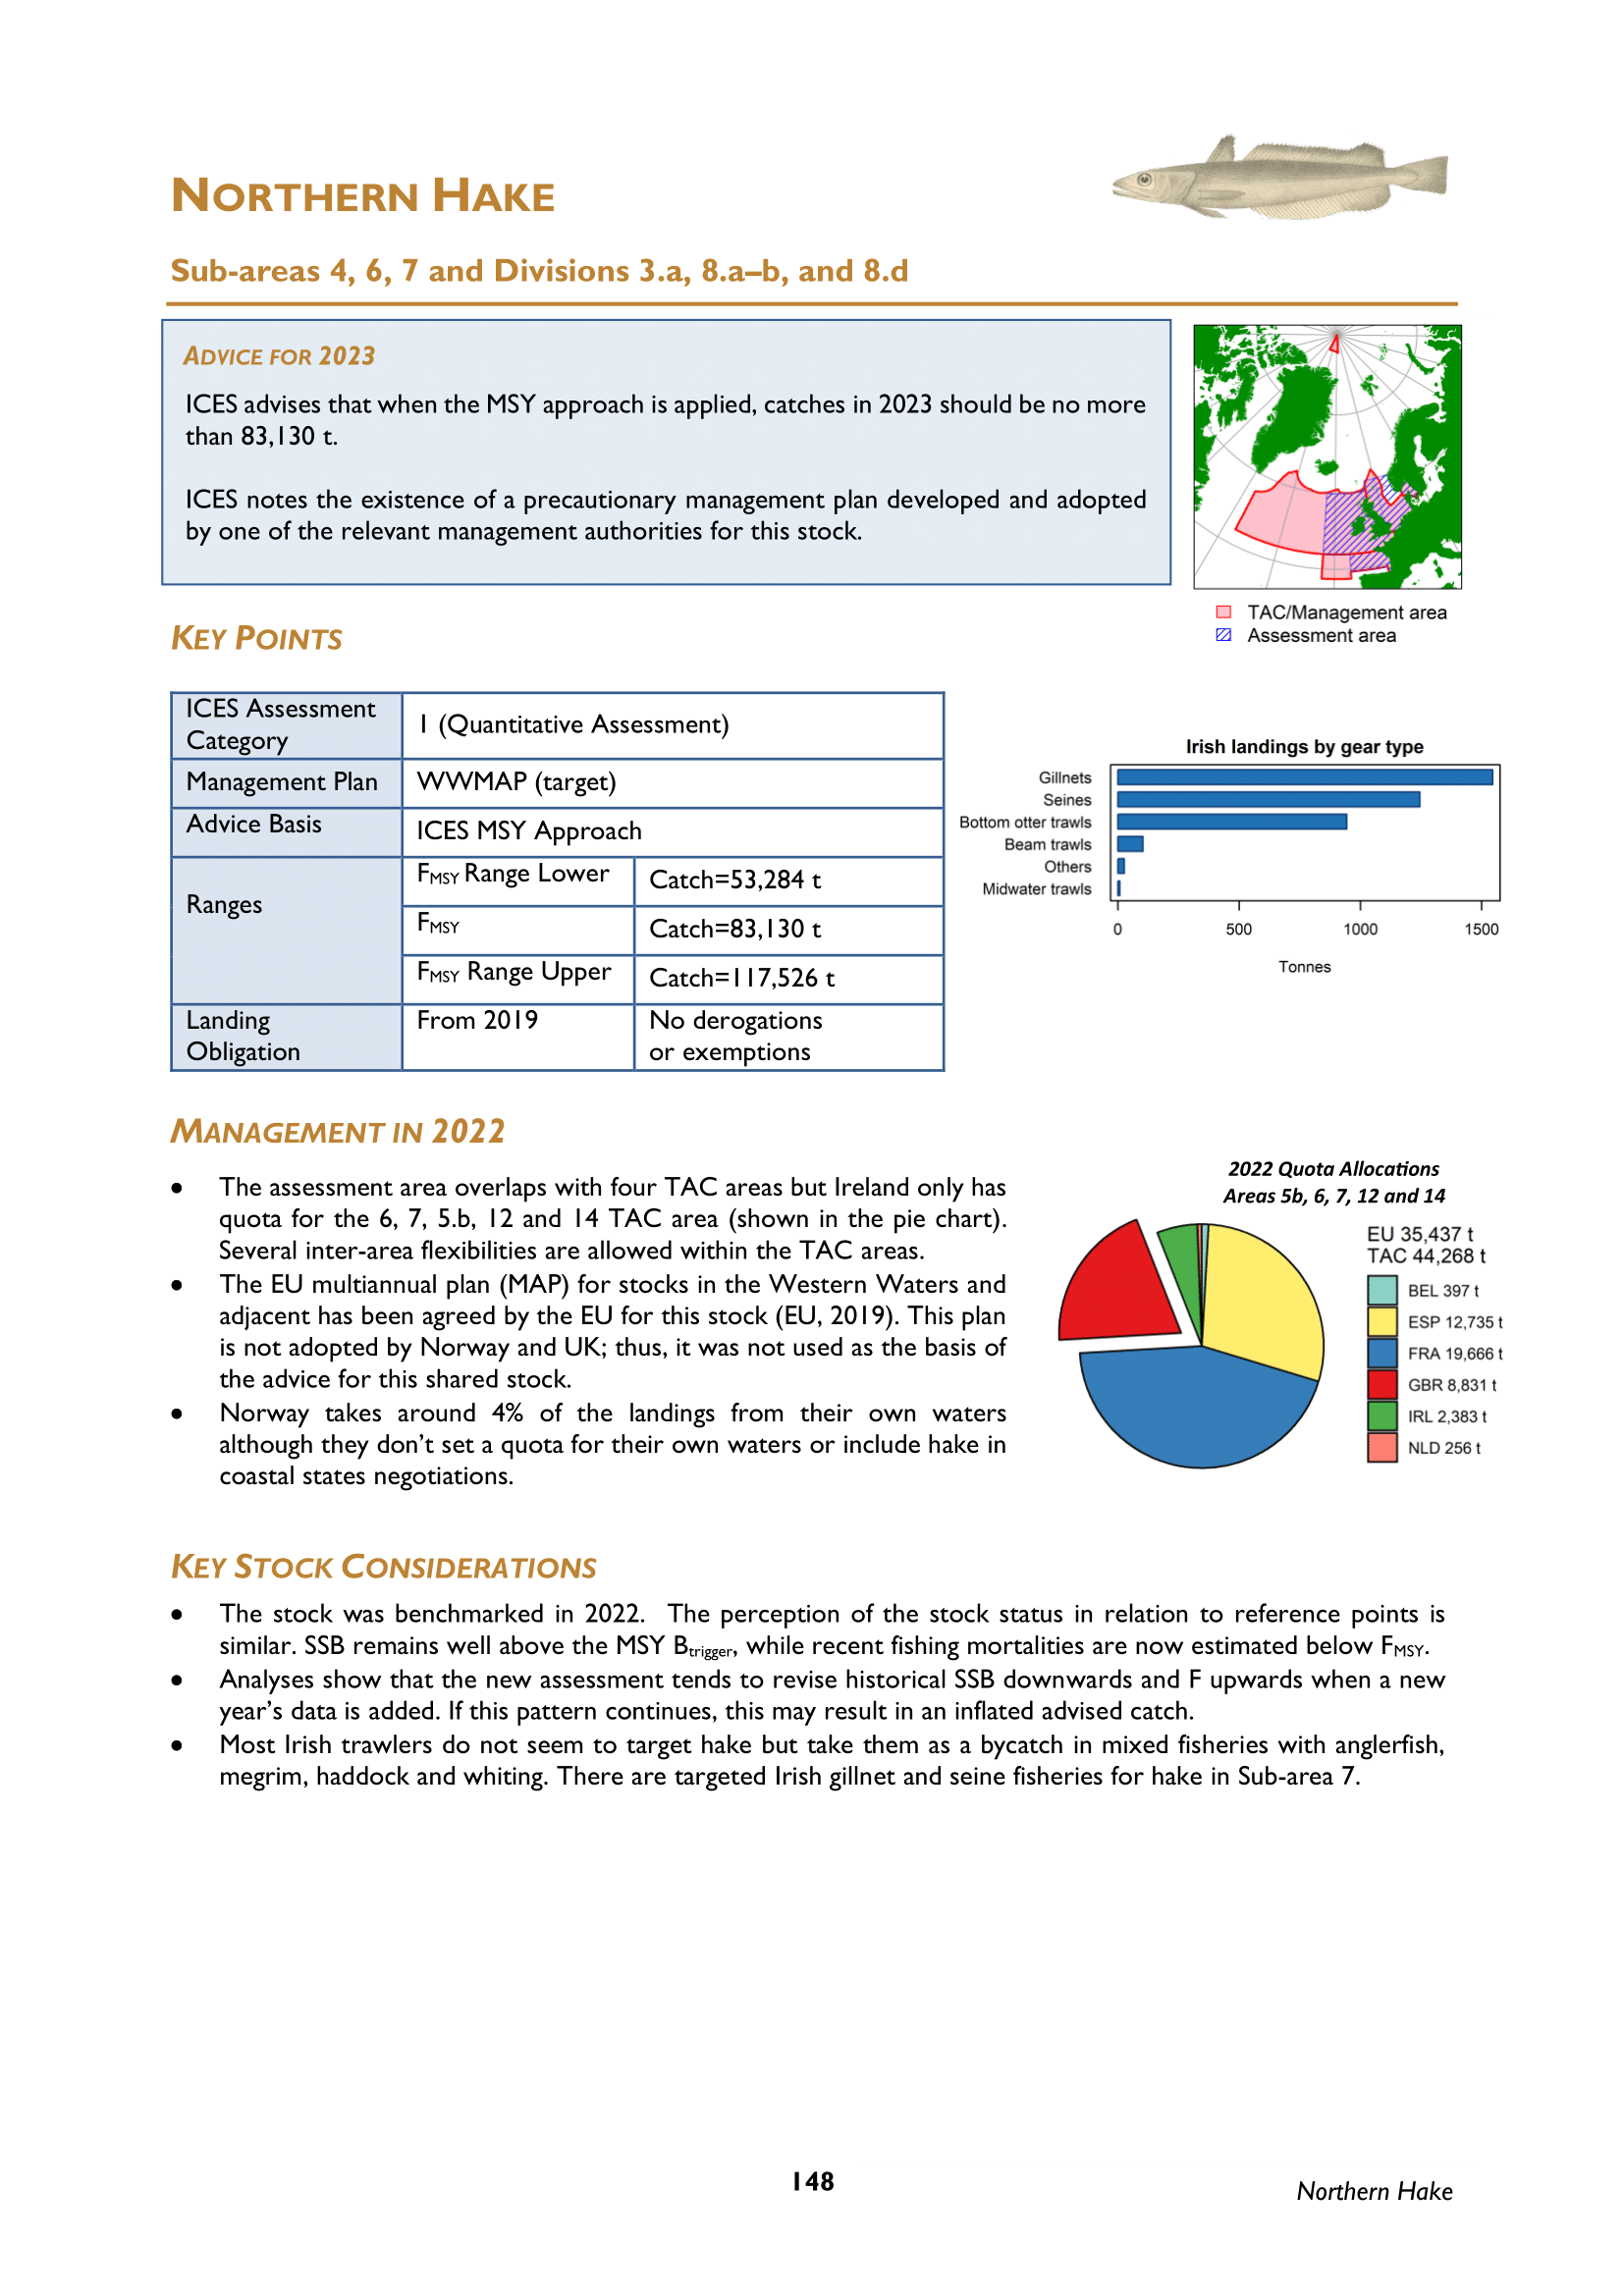 NORTHERN HAKE
Sub-areas 4, 6, 7 and Divisions 3.a, 8.a–b, and 8.d
ADVICE FOR 2023
ICES advises that when the MSY approach is applied, catches in 2023 should be no more
than 83,130 t.
ICES notes the existence of a precautionary management plan developed and adopted
by one of the relevant management authorities for this stock.
TAC/Management area
Assessment area
KEY POINTS
ICES Assessment
Category
1 (Quantitative Assessment)
Management Plan
WWMAP (target)
Advice Basis
ICES MSY Approach
Ranges
FMSY Range Lower
Catch=53,284 t
FMSY
Catch=83,130 t
FMSY Range Upper
Catch=117,526 t
Landing
Obligation
From 2019
No derogations
or exemptions
Irish landings by gear type
Gillnets
Seines
Bottom otter trawls
Beam trawls
Others
Midwater trawls
0 500 1000 1500
Tonnes
MANAGEMENT IN 2022
• The assessment area overlaps with four TAC areas but Ireland only has
quota for the 6, 7, 5.b, 12 and 14 TAC area (shown in the pie chart).
Several inter-area flexibilities are allowed within the TAC areas.
• The EU multiannual plan (MAP) for stocks in the Western Waters and
adjacent has been agreed by the EU for this stock (EU, 2019). This plan
is not adopted by Norway and UK; thus, it was not used as the basis of
the advice for this shared stock.
• Norway takes around 4% of the landings from their own waters
although they don't set a quota for their own waters or include hake in
coastal states negotiations.
2022 Quota Allocations
Areas 5b, 6, 7, 12 and 14
EU 35,437 t
TAC 44,268 t
BEL 397 t
ESP 12,735 t
FRA 19,666 t
GBR 8,831 t
IRL 2,383 t
NLD 256 t
KEY STOCK CONSIDERATIONS
• The stock was benchmarked in 2022. The perception of the stock status in relation to reference points is
similar. SSB remains well above the MSY Btrigger, while recent fishing mortalities are now estimated below FMSY.
• Analyses show that the new assessment tends to revise historical SSB downwards and F upwards when a new
year's data is added. If this pattern continues, this may result in an inflated advised catch.
• Most Irish trawlers do not seem to target hake but take them as a bycatch in mixed fisheries with anglerfish,
megrim, haddock and whiting. There are targeted Irish gillnet and seine fisheries for hake in Sub-area 7.
148
Northern Hake